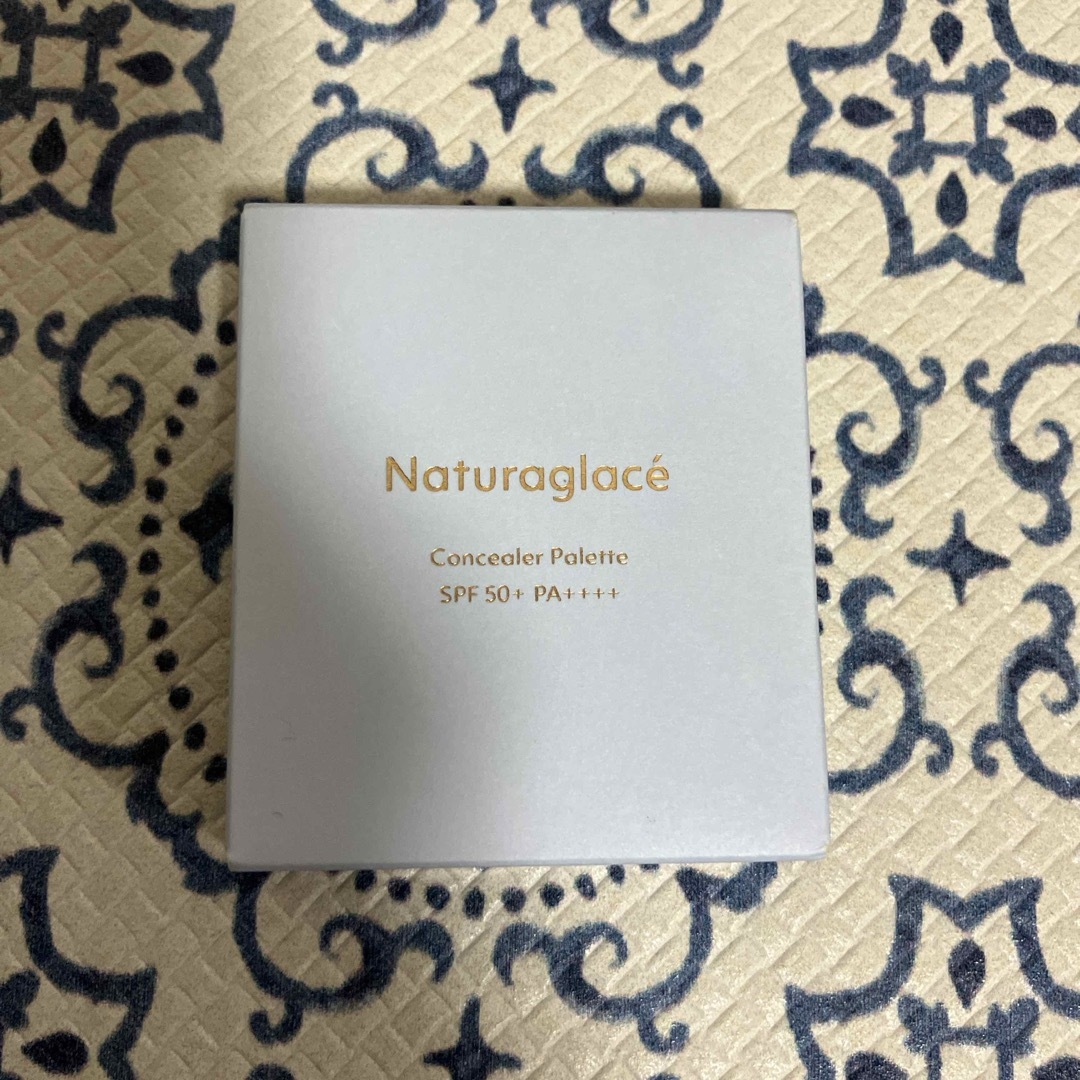 Naturaglacé
Concealer Palette
SPF 50+ PA++++